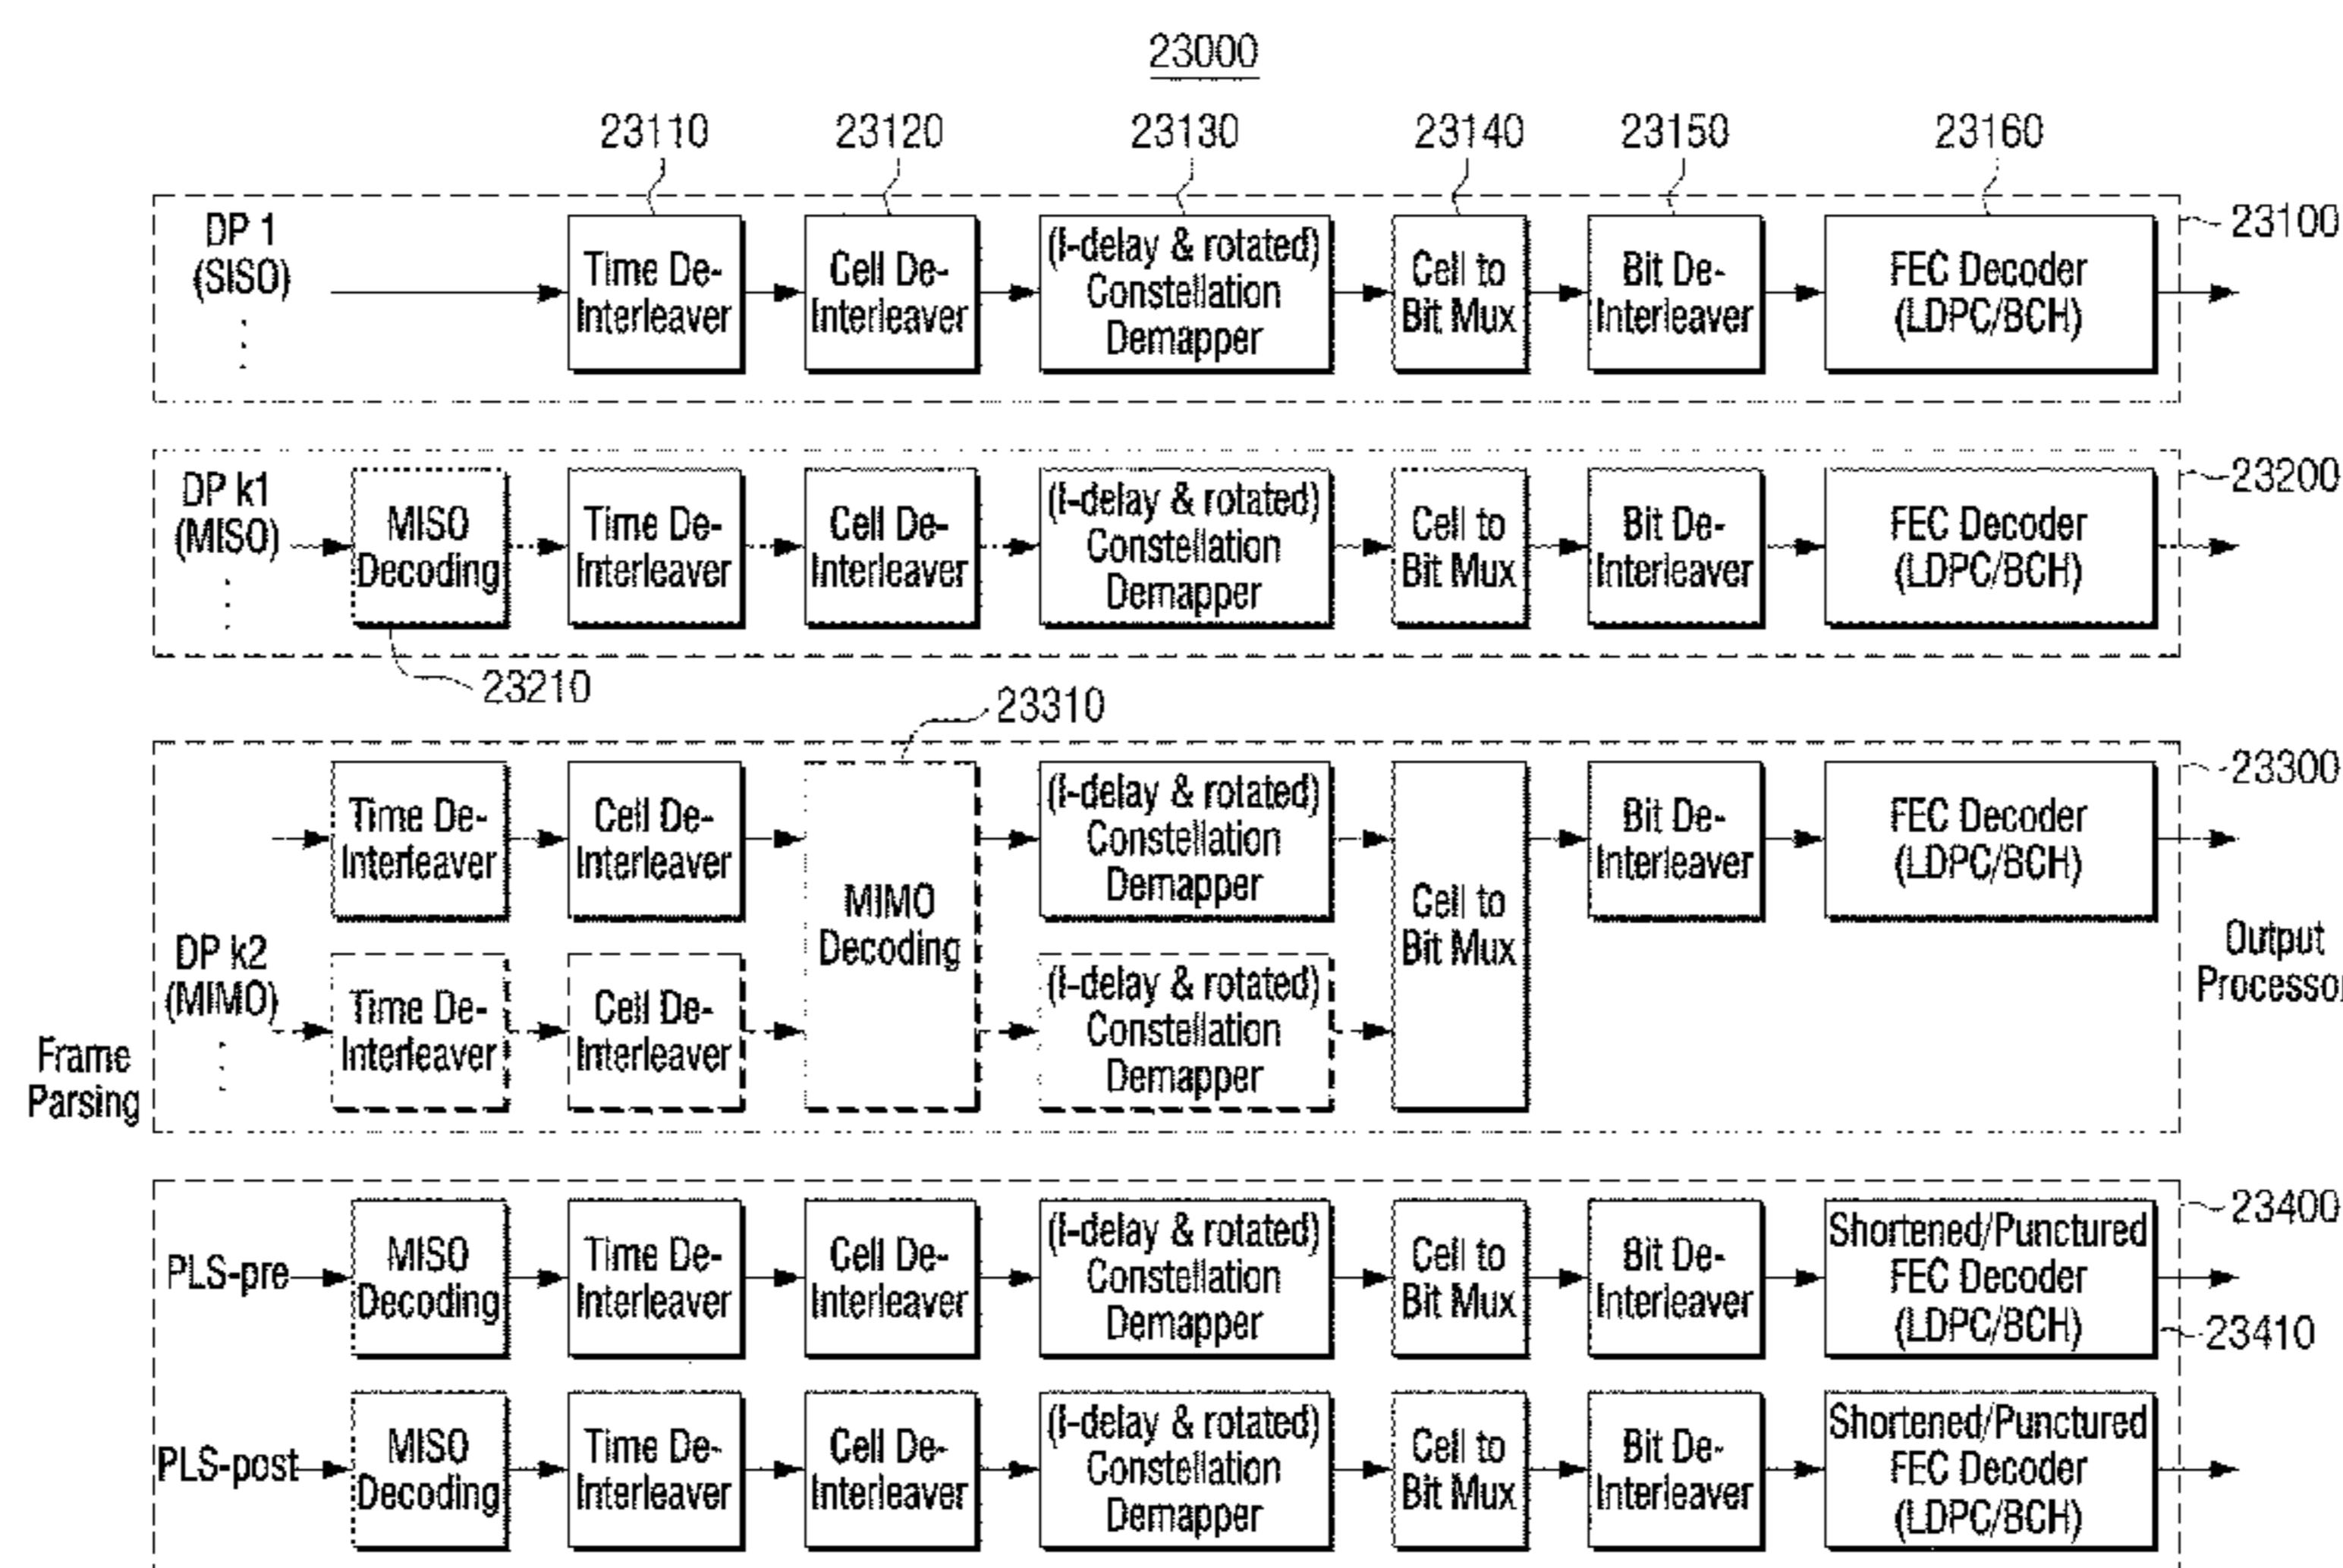 23000
23110
23120
23130
23140
23150
23160
DP 1
(SISO)
Time De-
Interleaver
Cell De-
Interleaver
(I-delay & rotated)
Constellation
Demapper
Cell to
Bit Mux
Bit De-
Interleaver
FEC Decoder
(LDPC/BCH)
23100
DP k1
(MISO)
MISO
Decoding
Time De-
Interleaver
Cell De-
Interleaver
(I-delay & rotated)
Constellation
Demapper
Cell to
Bit Mux
Bit De-
Interleaver
FEC Decoder
(LDPC/BCH)
23200
23210
23310
Time De-
Interleaver
Cell De-
Interleaver
MIMO
Decoding
(I-delay & rotated)
Constellation
Demapper
Cell to
Bit Mux
Bit De-
Interleaver
FEC Decoder
(LDPC/BCH)
23300
DP k2
(MIMO)
Time De-
Interleaver
Cell De-
Interleaver
(I-delay & rotated)
Constellation
Demapper
Output
Processor
Frame
Parsing
PLS-pre
MISO
Decoding
Time De-
Interleaver
Cell De-
Interleaver
(I-delay & rotated)
Constellation
Demapper
Cell to
Bit Mux
Bit De-
Interleaver
Shortened/Punctured
FEC Decoder
(LDPC/BCH)
23400
23410
PLS-post
MISO
Decoding
Time De-
Interleaver
Cell De-
Interleaver
(I-delay & rotated)
Constellation
Demapper
Cell to
Bit Mux
Bit De-
Interleaver
Shortened/Punctured
FEC Decoder
(LDPC/BCH)